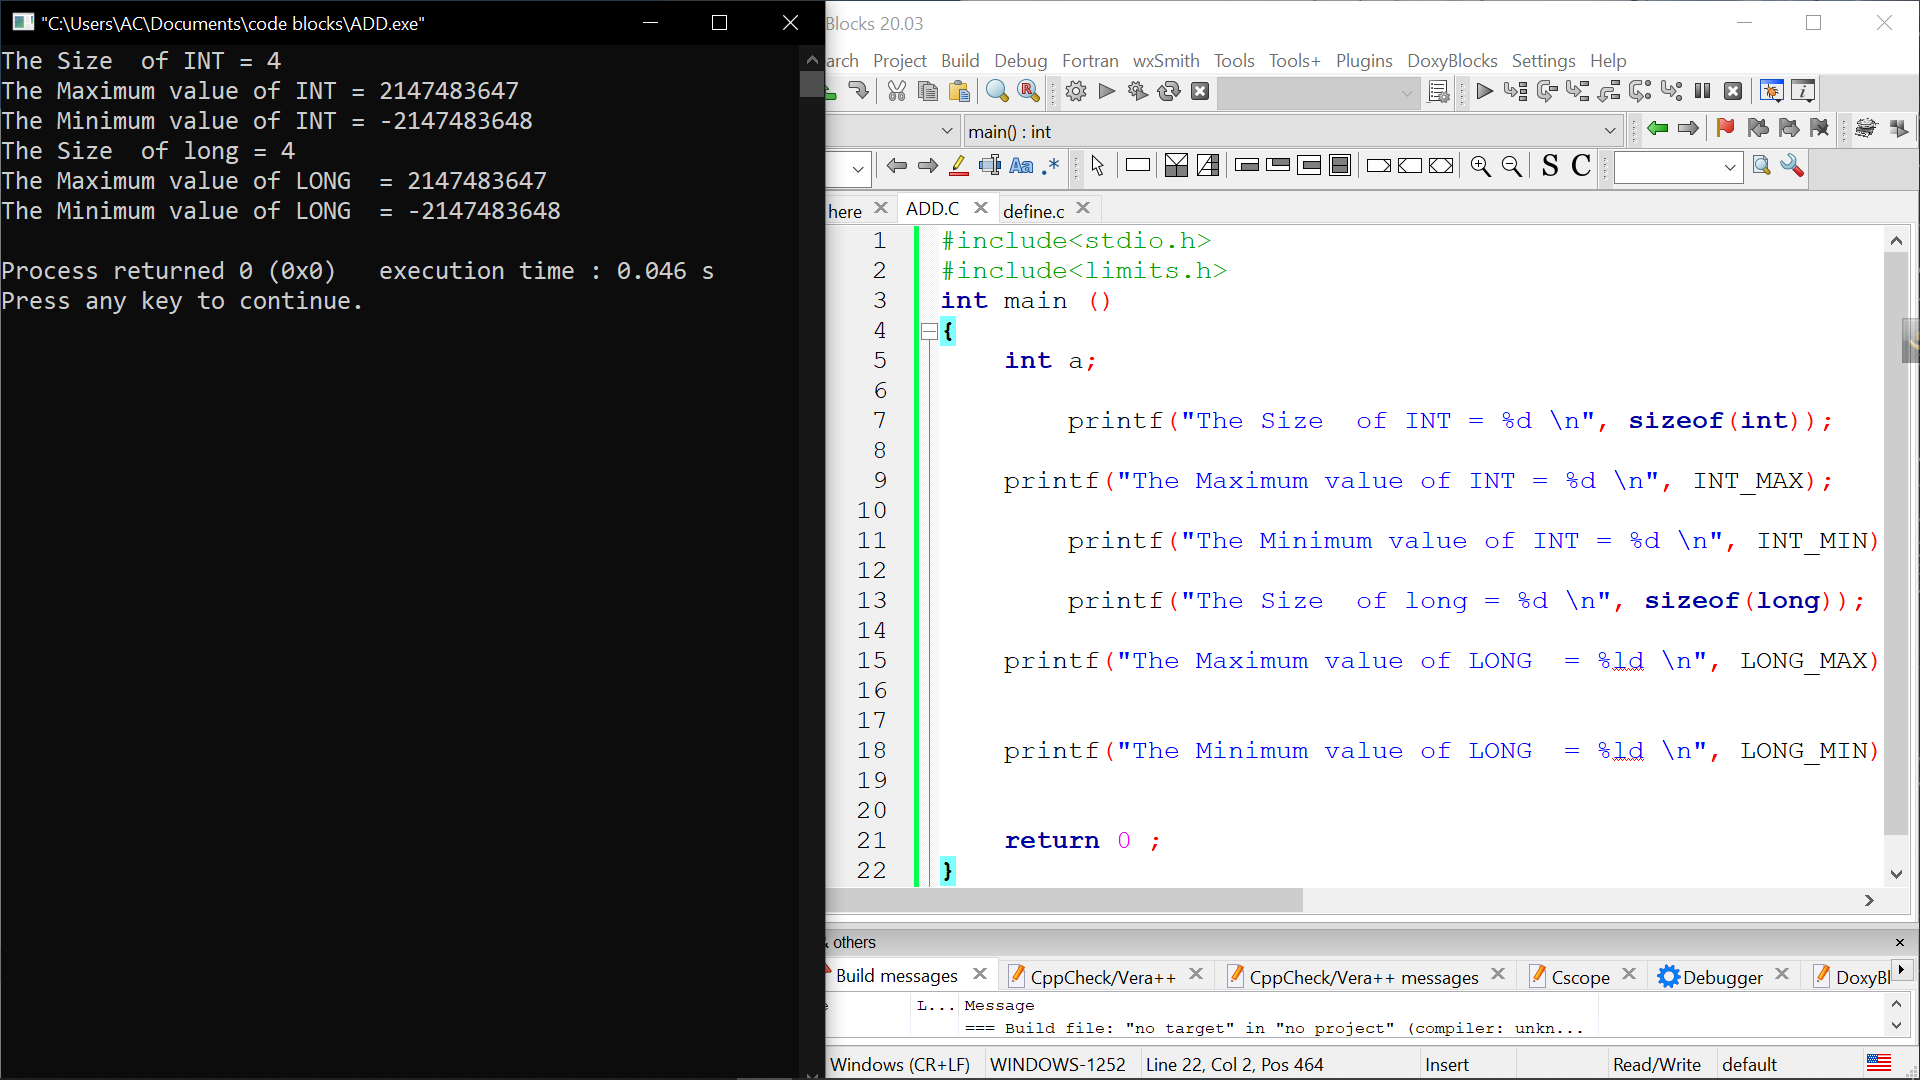 "C:\Users\AC\Documents\code blocks\ADD.exe"
The Size  of INT = 4
The Maximum value of INT = 2147483647
The Minimum value of INT = -2147483648
The Size  of long = 4
The Maximum value of LONG  = 2147483647
The Minimum value of LONG  = -2147483648
Process returned 0 (0x0)   execution time : 0.046 s
Press any key to continue.
Blocks 20.03
arch Project Build Debug Fortran wxSmith Tools Tools+ Plugins DoxyBlocks Settings Help
main() : int
Aa .* S C
here ADD.C define.c
1 #include<stdio.h>
2 #include<limits.h>
3 int main ()
4 {
5     int a;
6
7         printf("The Size  of INT = %d \n", sizeof(int));
8
9     printf("The Maximum value of INT = %d \n", INT_MAX);
10
11         printf("The Minimum value of INT = %d \n", INT_MIN)
12
13         printf("The Size  of long = %d \n", sizeof(long));
14
15     printf("The Maximum value of LONG  = %ld \n", LONG_MAX)
16
17
18     printf("The Minimum value of LONG  = %ld \n", LONG_MIN)
19
20
21     return 0 ;
22 }
& others
Build messages CppCheck/Vera++ CppCheck/Vera++ messages Cscope Debugger DoxyBl
e L... Message
=== Build file: "no target" in "no project" (compiler: unkn...
Windows (CR+LF) WINDOWS-1252 Line 22, Col 2, Pos 464 Insert Read/Write default